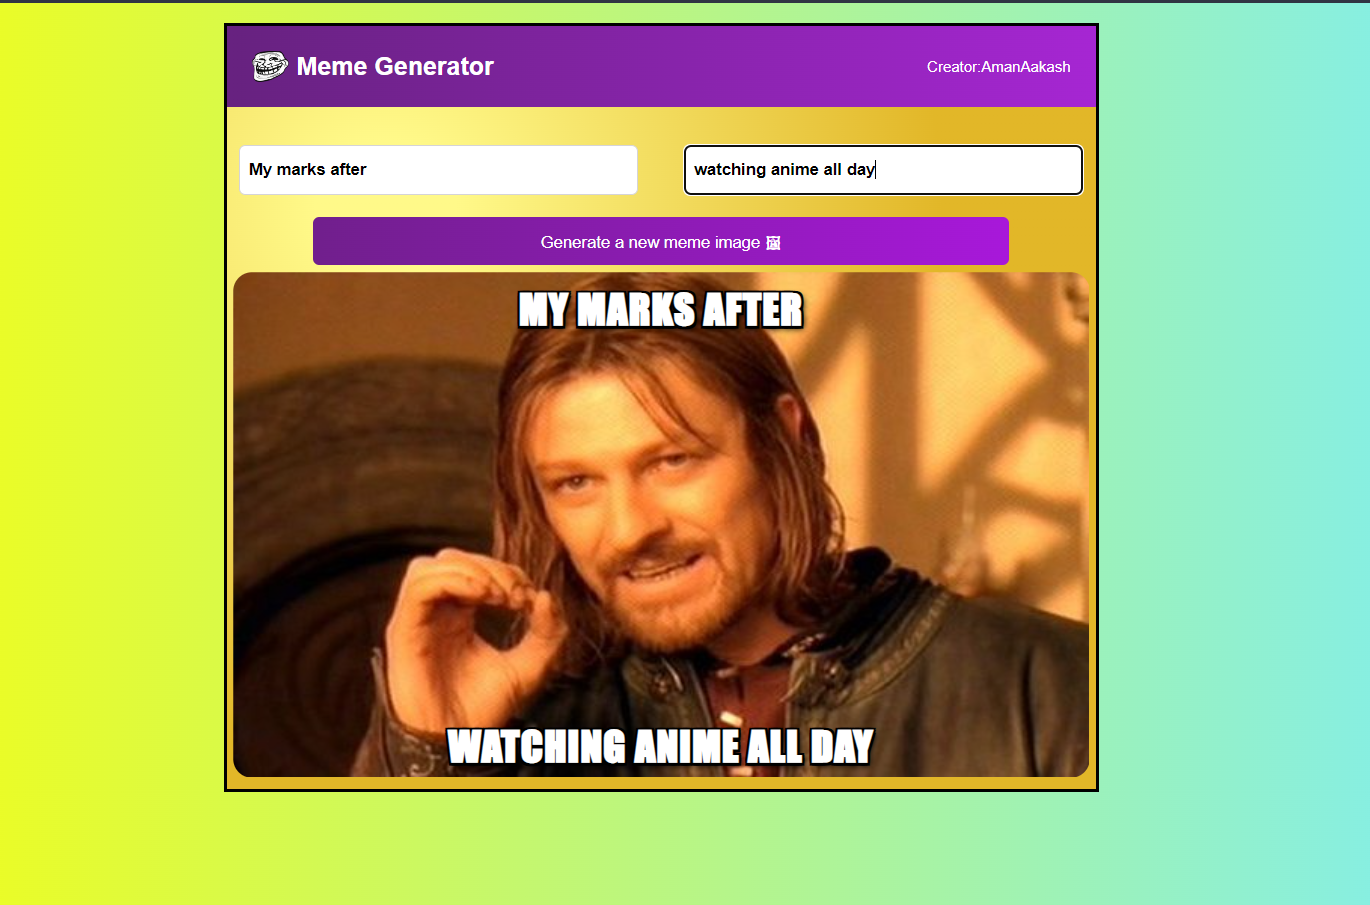 Meme Generator
Creator:AmanAakash
My marks after
watching anime all day
Generate a new meme image 🖼
MY MARKS AFTER
WATCHING ANIME ALL DAY